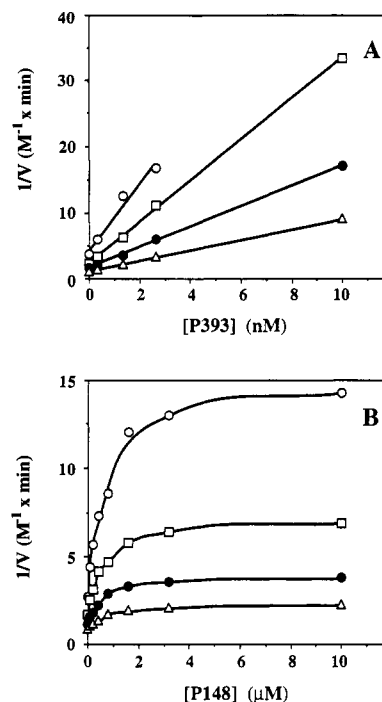 A
40
30
20
10
0
1/V (M⁻¹ x min)
0 2 4 6 8 10
[P393] (nM)
B
15
10
5
0
1/V (M⁻¹ x min)
0 2 4 6 8 10
[P148] (μM)